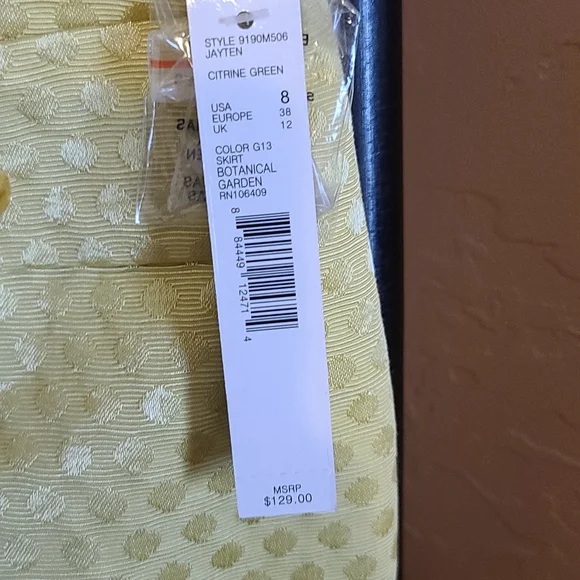 STYLE 9190M506
JAYTEN
CITRINE GREEN
USA 8
EUROPE 38
UK 12
COLOR G13
SKIRT
BOTANICAL
GARDEN
RN106409
8 84449 12471 4
MSRP
$129.00